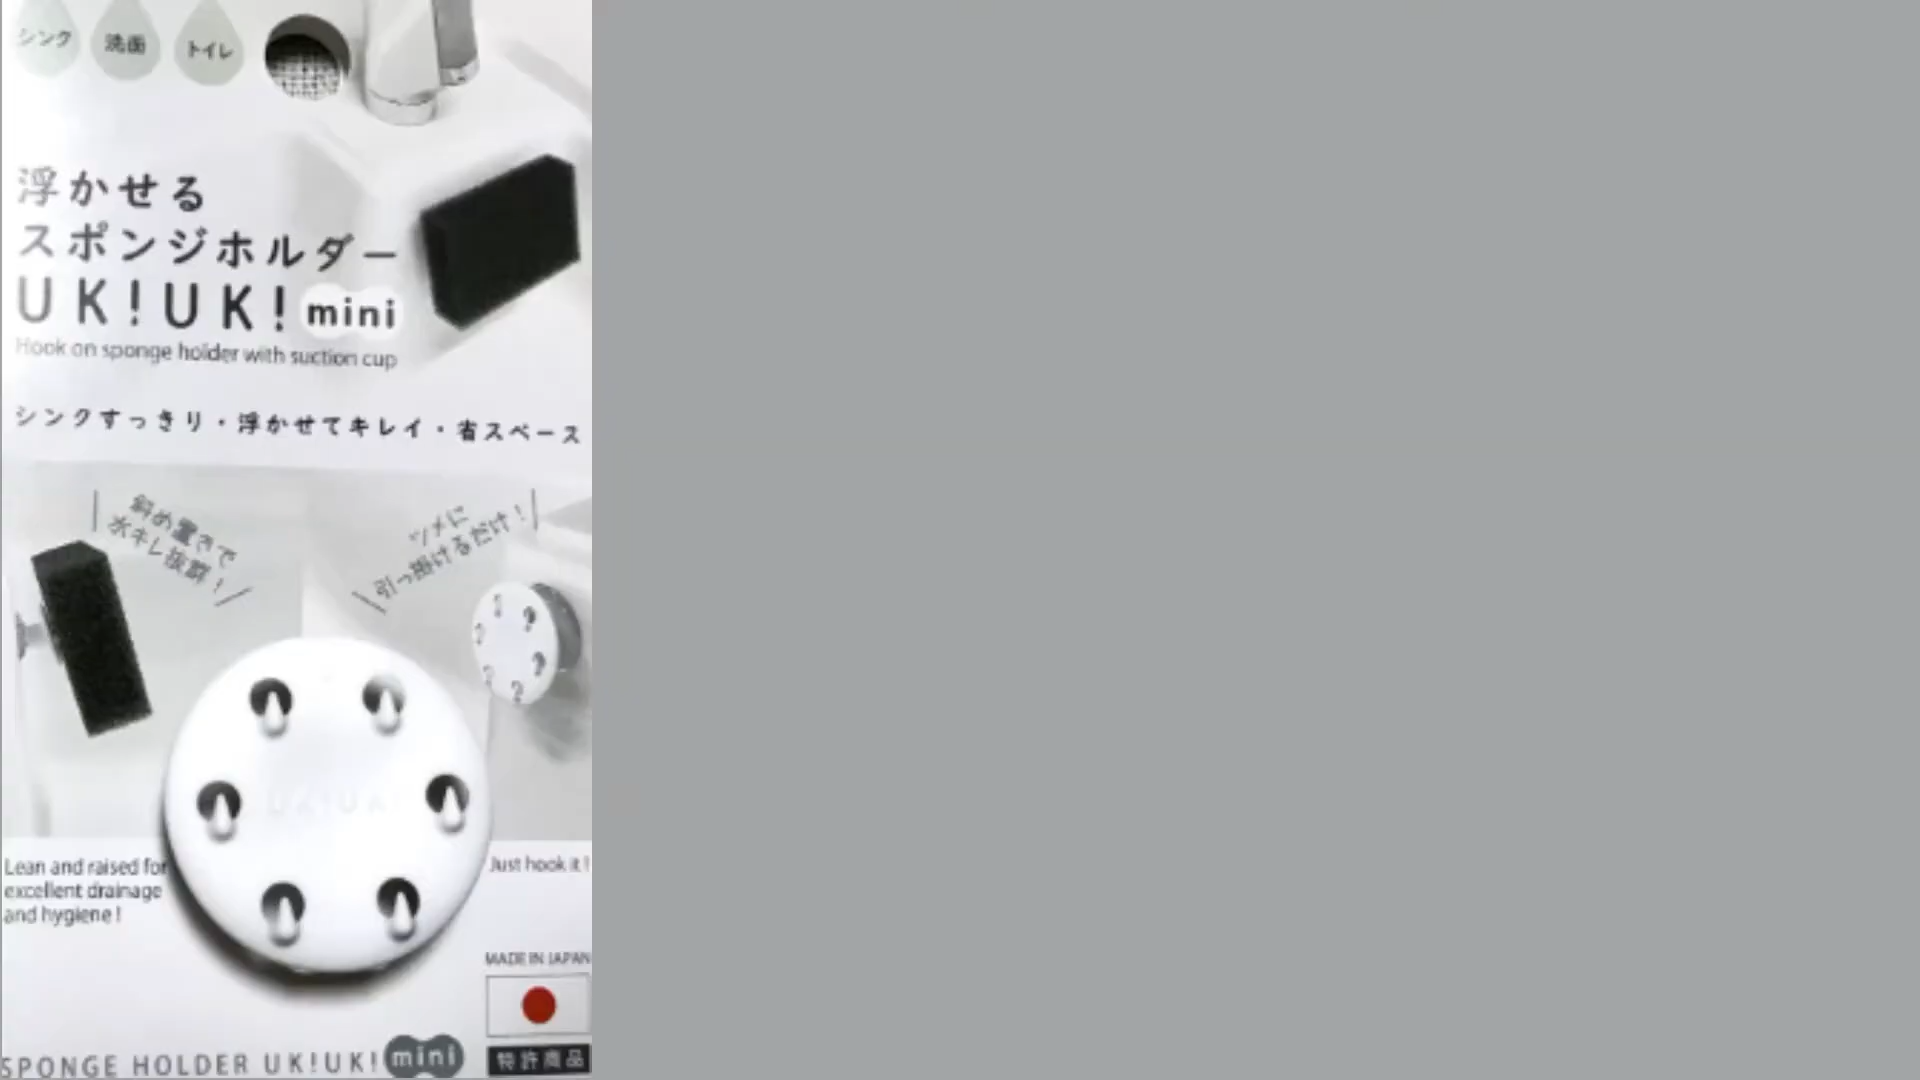 シンク
洗面
トイレ
浮かせる
スポンジホルダー
UK!UK! mini
Hook on sponge holder with suction cup
シンクすっきり・浮かせてキレイ・省スペース
斜め置きで
水キレ抜群!
ツメに
引っ掛けるだけ!
UK!UK!
Lean and raised for
excellent drainage
and hygiene!
Just hook it!
MADE IN JAPAN
SPONGE HOLDER UK!UK! mini
特許商品